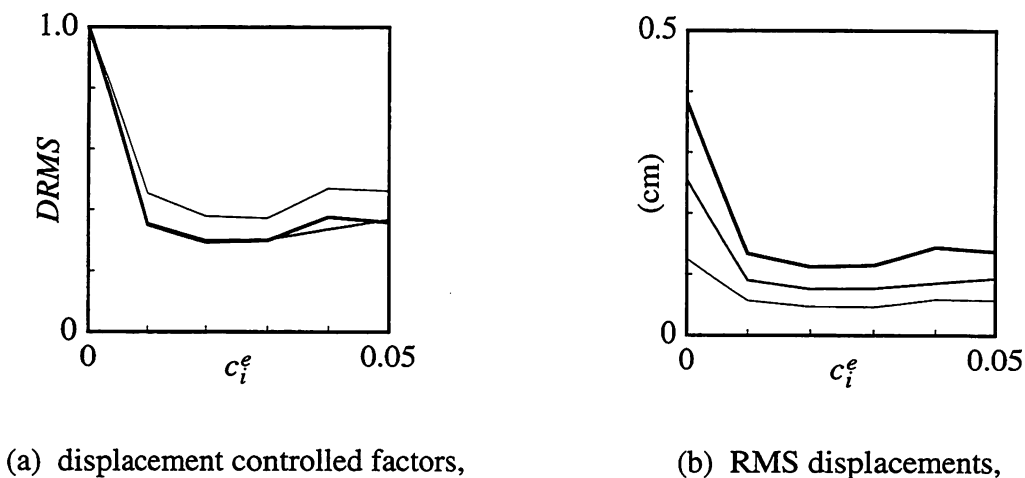 1.0
DRMS
0
0
c_i^e
0.05
(a) displacement controlled factors,
0.5
(cm)
0
0
c_i^e
0.05
(b) RMS displacements,